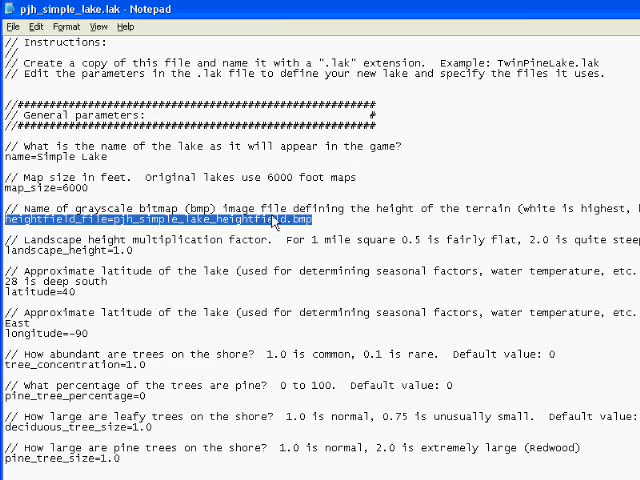 pjh_simple_lake.lak - Notepad
File Edit Format View Help
// Instructions:
//
// Create a copy of this file and name it with a ".lak" extension.  Example: TwinPineLake.lak
// Edit the parameters in the .lak file to define your new lake and specify the files it uses.
//##########################################################
// General parameters:                                     #
//##########################################################
// What is the name of the lake as it will appear in the game?
name=Simple Lake
// Map size in feet.  Original lakes use 6000 foot maps
map_size=6000
// Name of grayscale bitmap (bmp) image file defining the height of the terrain (white is highest,
heightfield_file=pjh_simple_lake_heightfield.bmp
// Landscape height multiplication factor.  For 1 mile square 0.5 is fairly flat, 2.0 is quite steep
landscape_height=1.0
// Approximate latitude of the lake (used for determining seasonal factors, water temperature, etc.
28 is deep south
latitude=40
// Approximate latitude of the lake (used for determining seasonal factors, water temperature, etc.
East
longitude=-90
// How abundant are trees on the shore?  1.0 is common, 0.1 is rare.  Default value: 0
tree_concentration=1.0
// What percentage of the trees are pine?  0 to 100.  Default value: 0
pine_tree_percentage=0
// How large are leafy trees on the shore?  1.0 is normal, 0.75 is unusually small.  Default value:
deciduous_tree_size=1.0
// How large are pine trees on the shore?  1.0 is normal, 2.0 is extremely large (Redwood)
pine_tree_size=1.0